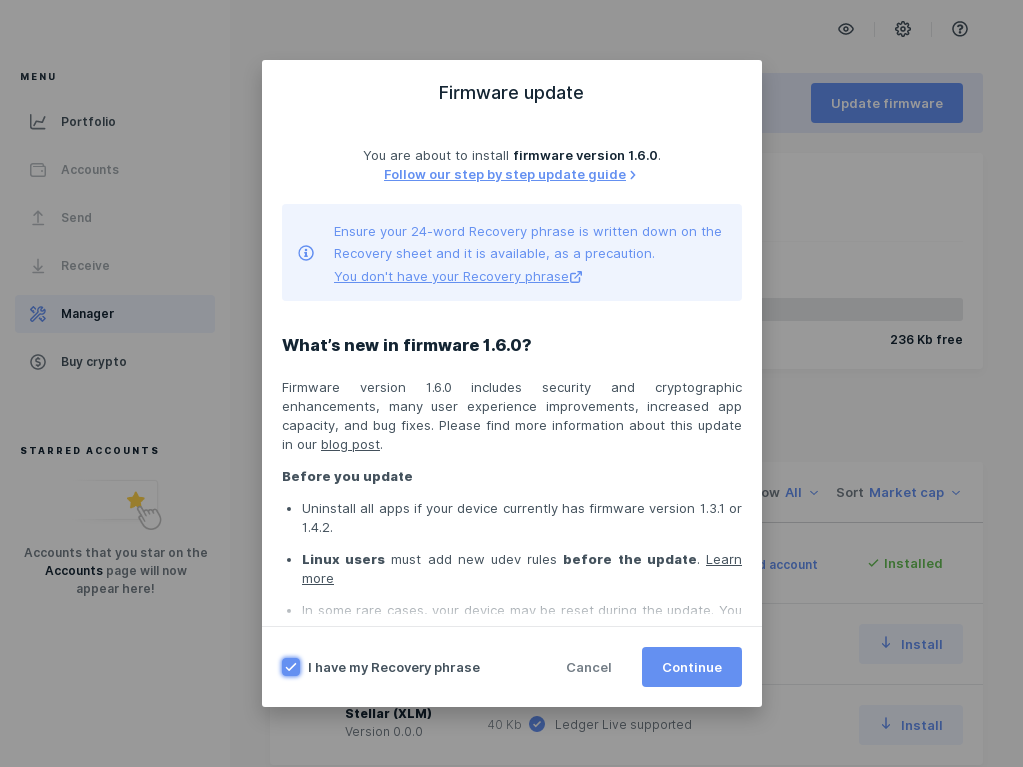 MENU
Portfolio
Accounts
Send
Receive
Manager
Buy crypto
STARRED ACCOUNTS
Accounts that you star on the
Accounts page will now
appear here!
Update firmware
236 Kb free
All
Sort Market cap
account
Installed
Install
Stellar (XLM)
Version 0.0.0
40 Kb
Ledger Live supported
Install
Firmware update
You are about to install firmware version 1.6.0.
Follow our step by step update guide
Ensure your 24-word Recovery phrase is written down on the
Recovery sheet and it is available, as a precaution.
You don't have your Recovery phrase
What’s new in firmware 1.6.0?
Firmware version 1.6.0 includes security and cryptographic
enhancements, many user experience improvements, increased app
capacity, and bug fixes. Please find more information about this update
in our blog post.
Before you update
• Uninstall all apps if your device currently has firmware version 1.3.1 or
1.4.2.
• Linux users must add new udev rules before the update. Learn
more
• In some rare cases, your device may be reset during the update. You
I have my Recovery phrase
Cancel
Continue